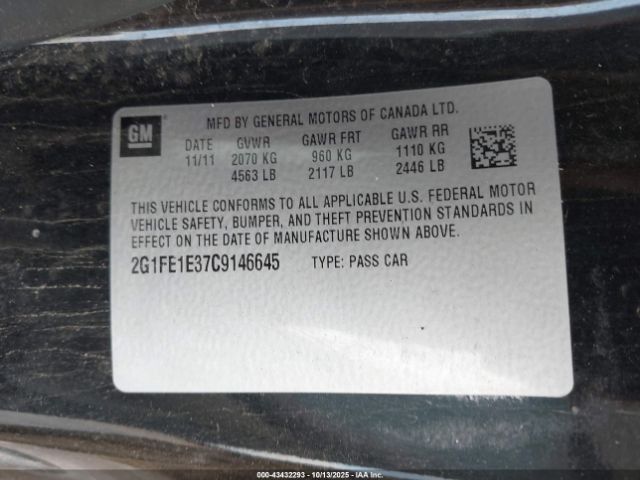 MFD BY GENERAL MOTORS OF CANADA LTD.
GM
DATE GVWR GAWR FRT GAWR RR
11/11 2070 KG 960 KG 1110 KG
4563 LB 2117 LB 2446 LB
THIS VEHICLE CONFORMS TO ALL APPLICABLE U.S. FEDERAL MOTOR
VEHICLE SAFETY, BUMPER, AND THEFT PREVENTION STANDARDS IN
EFFECT ON THE DATE OF MANUFACTURE SHOWN ABOVE.
2G1FE1E37C9146645 TYPE: PASS CAR
000-43432293 - 10/13/2025 - IAAI.COM